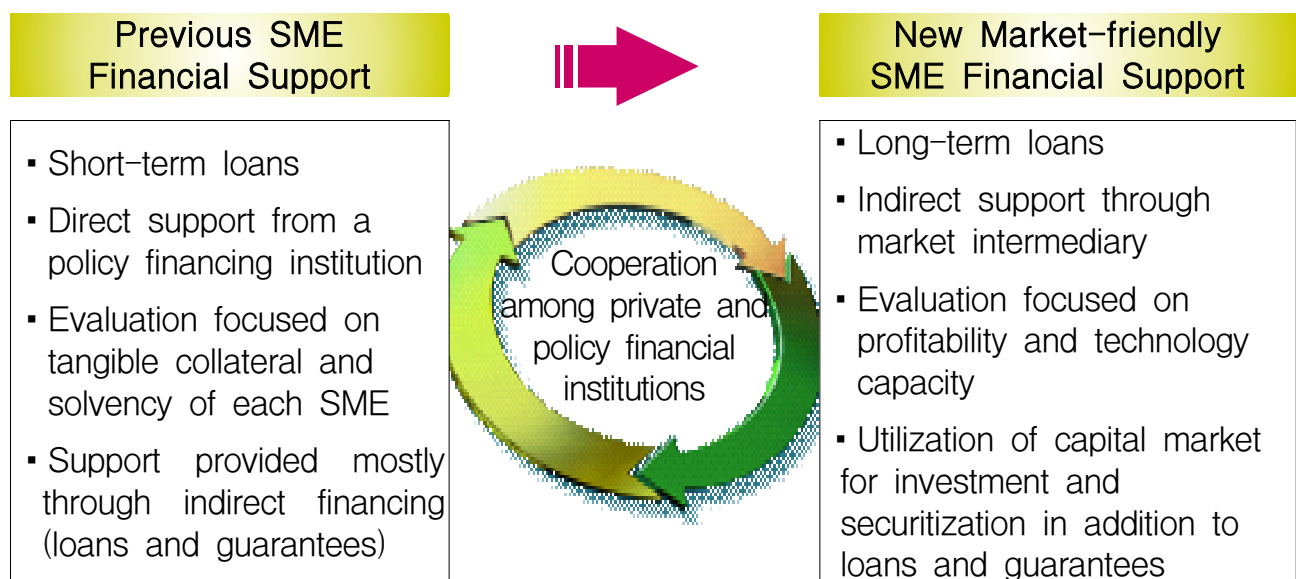 Previous SME
Financial Support
New Market-friendly
SME Financial Support
▪ Short-term loans
▪ Direct support from a
policy financing institution
▪ Evaluation focused on
tangible collateral and
solvency of each SME
▪ Support provided mostly
through indirect financing
(loans and guarantees)
Cooperation
among private and
policy financial
institutions
▪ Long-term loans
▪ Indirect support through
market intermediary
▪ Evaluation focused on
profitability and technology
capacity
▪ Utilization of capital market
for investment and
securitization in addition to
loans and guarantees